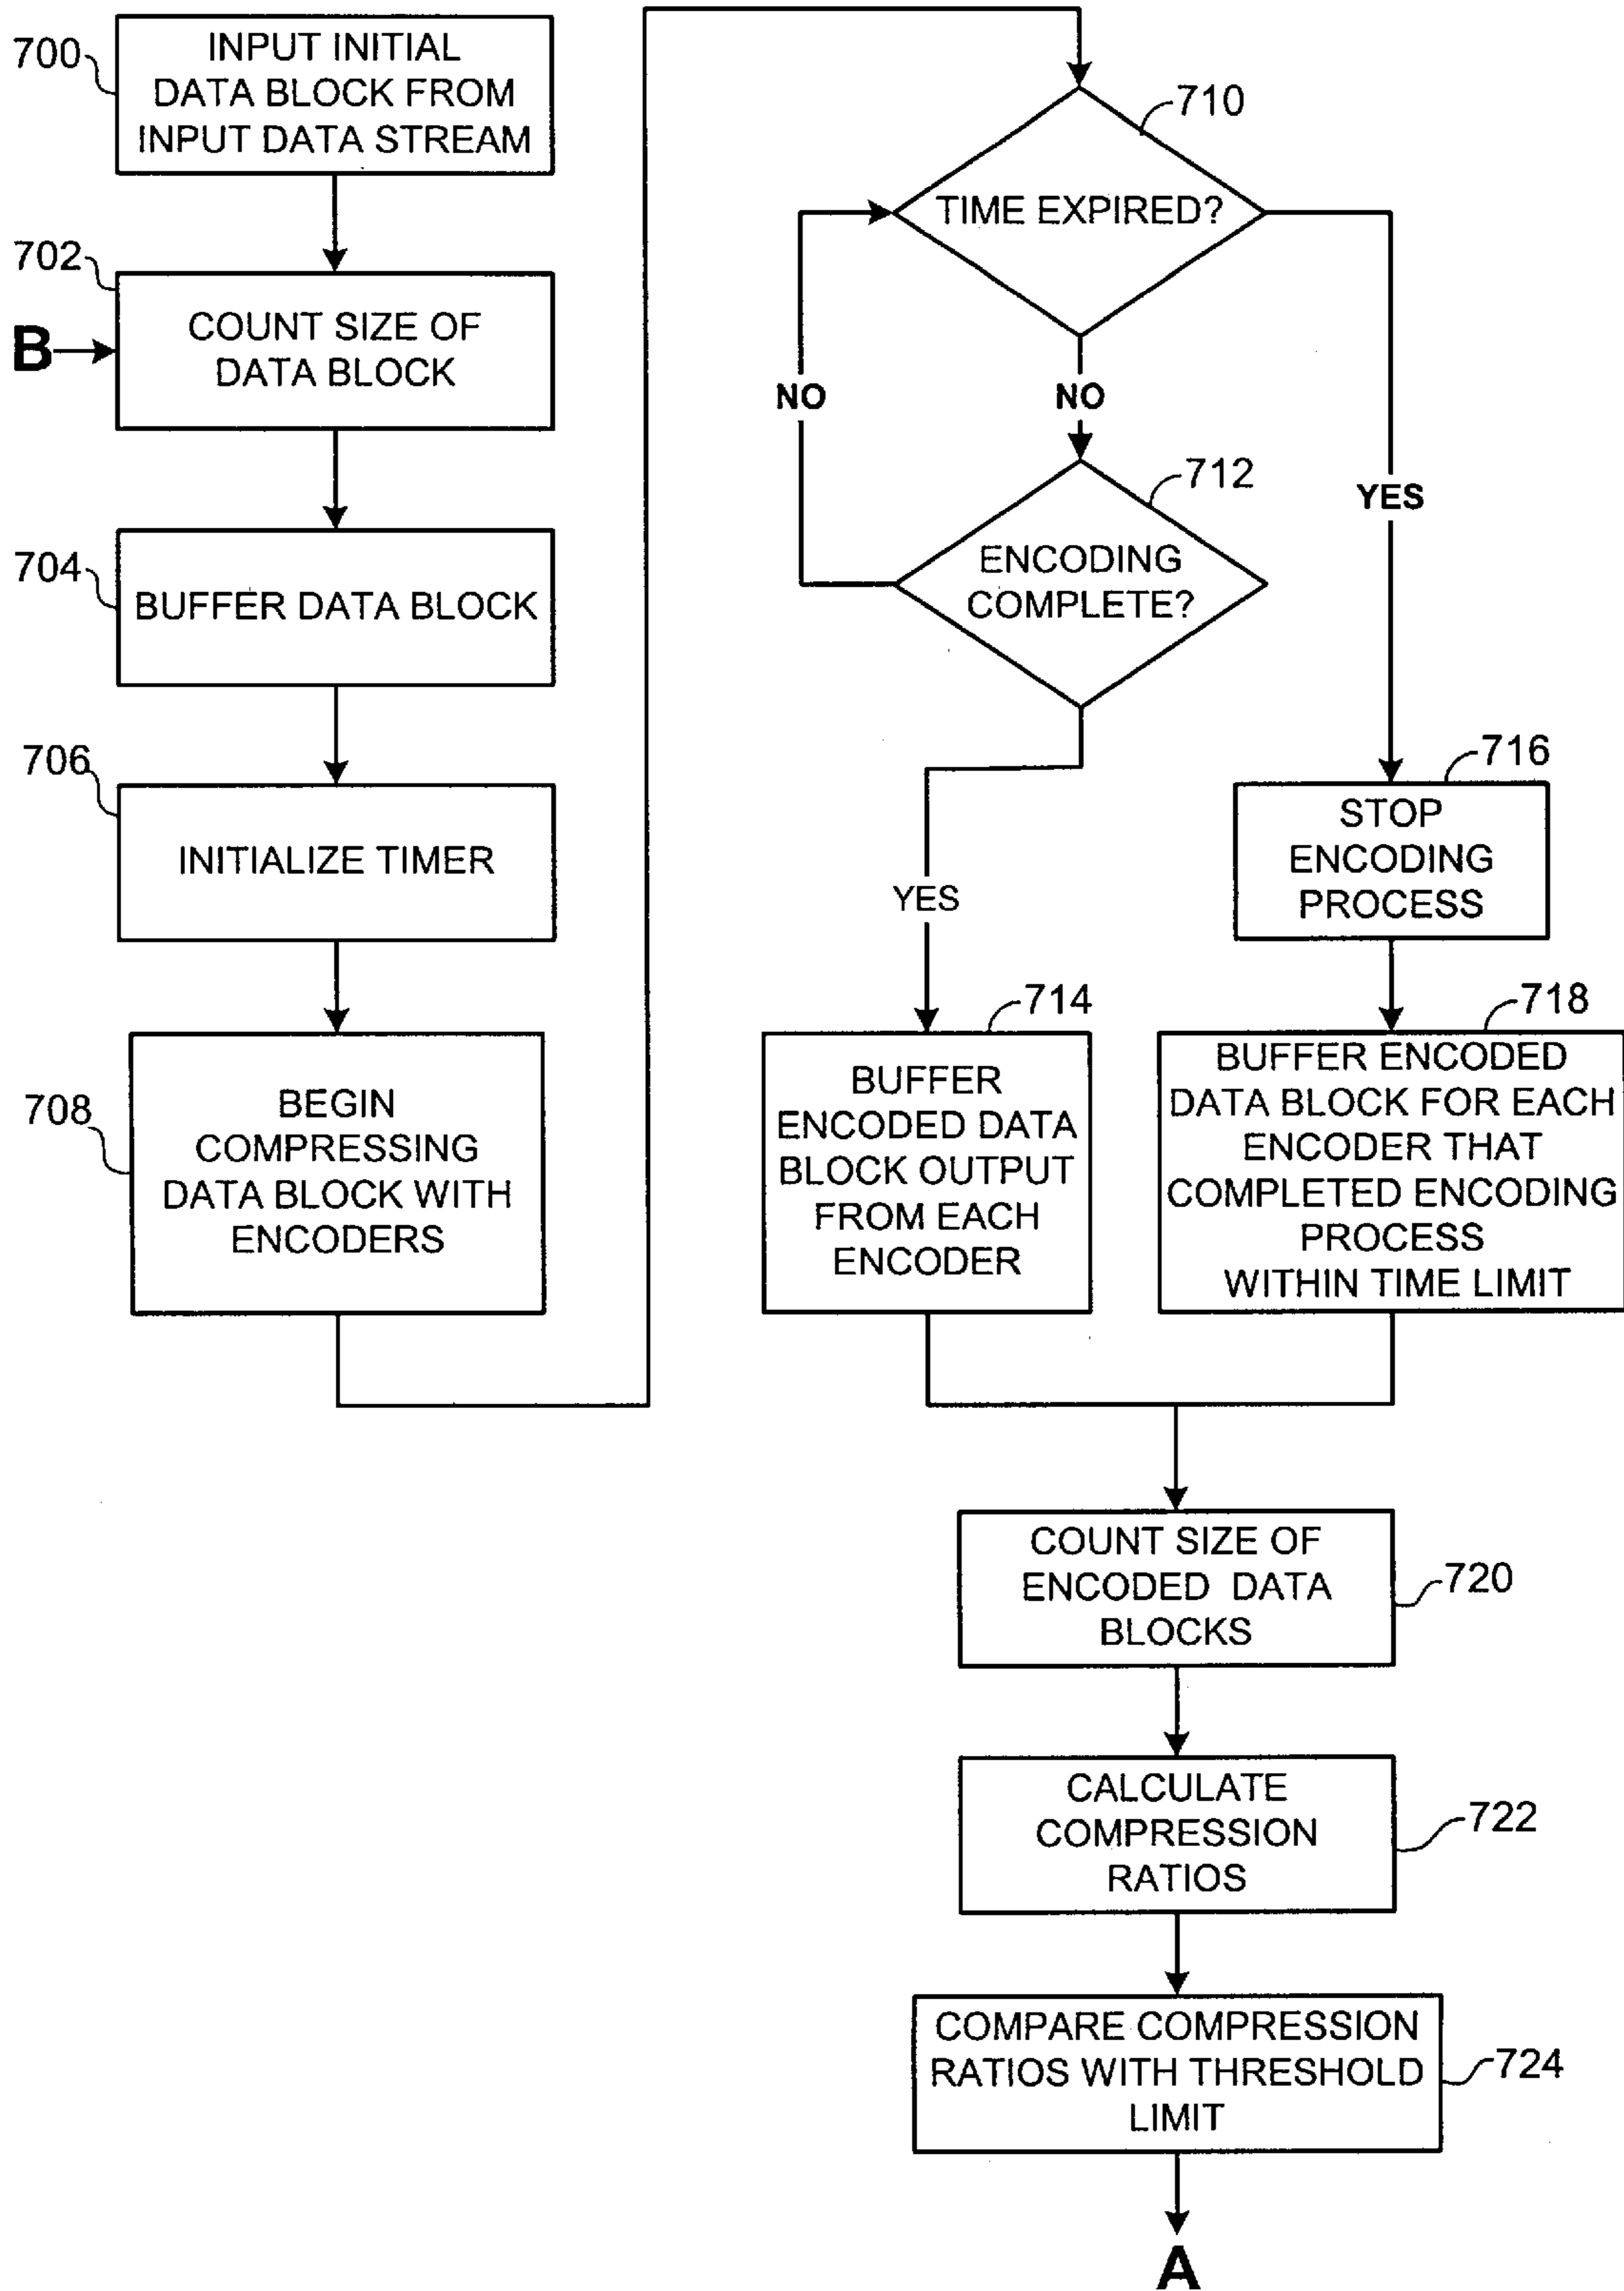 700
INPUT INITIAL
DATA BLOCK FROM
INPUT DATA STREAM
702
B
COUNT SIZE OF
DATA BLOCK
704
BUFFER DATA BLOCK
706
INITIALIZE TIMER
708
BEGIN
COMPRESSING
DATA BLOCK WITH
ENCODERS
710
TIME EXPIRED?
NO
NO
YES
712
ENCODING
COMPLETE?
YES
716
STOP
ENCODING
PROCESS
714
BUFFER
ENCODED DATA
BLOCK OUTPUT
FROM EACH
ENCODER
718
BUFFER ENCODED
DATA BLOCK FOR EACH
ENCODER THAT
COMPLETED ENCODING
PROCESS
WITHIN TIME LIMIT
COUNT SIZE OF
ENCODED DATA
BLOCKS
720
CALCULATE
COMPRESSION
RATIOS
722
COMPARE COMPRESSION
RATIOS WITH THRESHOLD
LIMIT
724
A